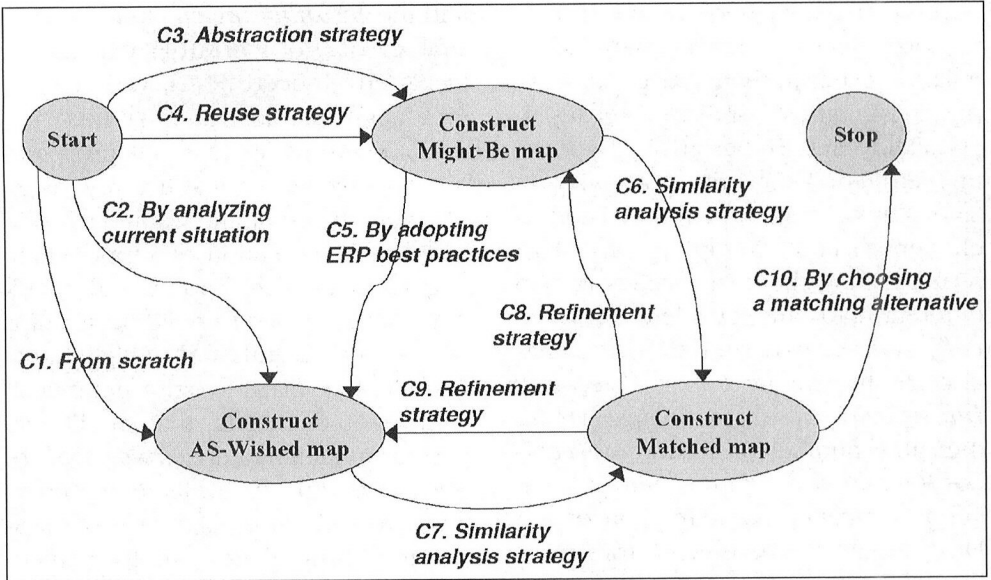 C3. Abstraction strategy
C4. Reuse strategy
Start
Construct
Might-Be map
Stop
C2. By analyzing
current situation
C5. By adopting
ERP best practices
C6. Similarity
analysis strategy
C10. By choosing
a matching alternative
C8. Refinement
strategy
C1. From scratch
C9. Refinement
strategy
Construct
AS-Wished map
Construct
Matched map
C7. Similarity
analysis strategy